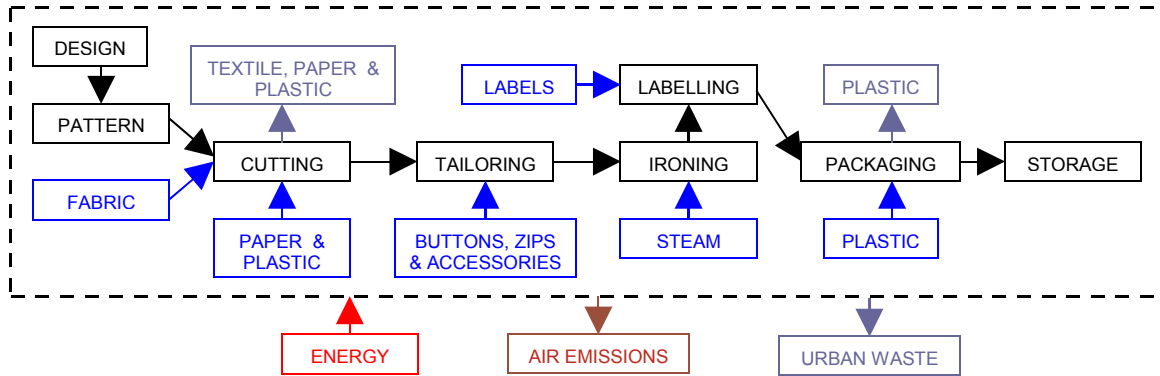 DESIGN
TEXTILE, PAPER &
PLASTIC
LABELS
LABELLING
PLASTIC
PATTERN
CUTTING
TAILORING
IRONING
PACKAGING
STORAGE
FABRIC
PAPER &
PLASTIC
BUTTONS, ZIPS
& ACCESSORIES
STEAM
PLASTIC
ENERGY
AIR EMISSIONS
URBAN WASTE